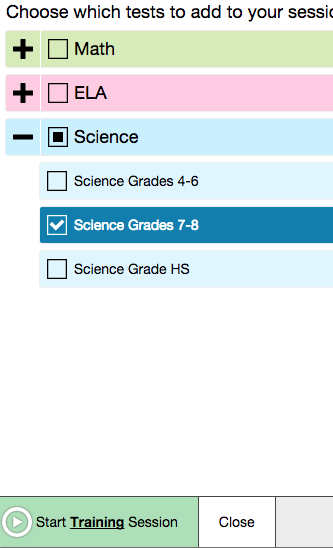 Choose which tests to add to your sessio
Math
ELA
Science
Science Grades 4-6
Science Grades 7-8
Science Grade HS
Start Training Session
Close